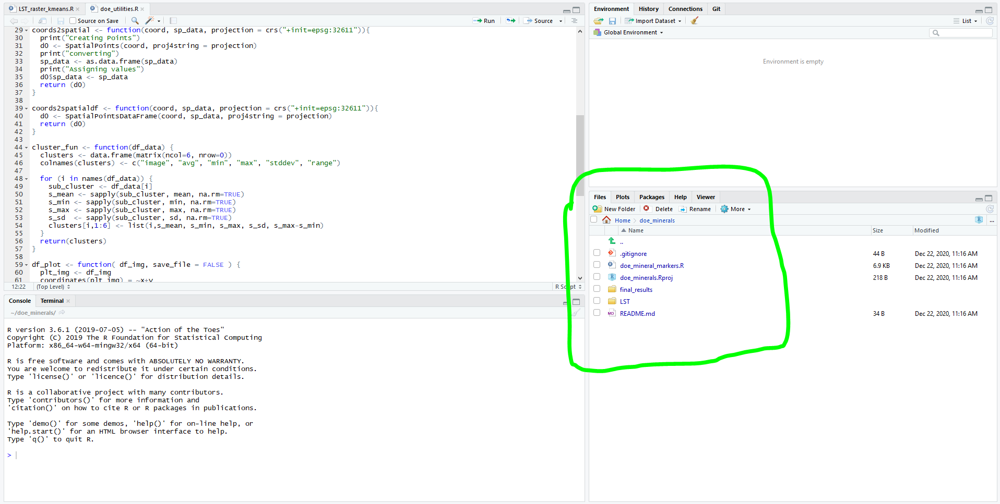 LST_raster_kmeans.R
doe_utilities.R
Source on Save
Run
Source
29 coords2spatial <- function(coord, sp_data, projection = crs("+init=epsg:32611")){
30 print("Creating Points")
31 d0 <- SpatialPoints(coord, proj4string = projection)
32 print("converting")
33 sp_data <- as.data.frame(sp_data)
34 print("Assigning values")
35 d0$sp_data <- sp_data
36 return (d0)
37 }
38
39 coords2spatialdf <- function(coord, sp_data, projection = crs("+init=epsg:32611")){
40 d0 <- SpatialPointsDataFrame(coord, sp_data, proj4string = projection)
41 return (d0)
42 }
43
44 cluster_fun <- function(df_data) {
45 clusters <- data.frame(matrix(ncol=6, nrow=0))
46 colnames(clusters) <- c("image", "avg", "min", "max", "stddev", "range")
47
48 for (i in names(df_data)) {
49 sub_cluster <- df_data[i]
50 s_mean <- sapply(sub_cluster, mean, na.rm=TRUE)
51 s_min <- sapply(sub_cluster, min, na.rm=TRUE)
52 s_max <- sapply(sub_cluster, max, na.rm=TRUE)
53 s_sd  <- sapply(sub_cluster, sd, na.rm=TRUE)
54 clusters[i,1:6] <- list(i,s_mean, s_min, s_max, s_sd, s_max-s_min)
55 }
56 return(clusters)
57 }
58
59 df_plot <- function( df_img, save_file = FALSE ) {
60 plt_img <- df_img
61 coordinates(plt_img) = ~x+y
12:22 (Top Level) R Script
Console Terminal
~/doe_minerals/
R version 3.6.1 (2019-07-05) -- "Action of the Toes"
Copyright (C) 2019 The R Foundation for Statistical Computing
Platform: x86_64-w64-mingw32/x64 (64-bit)
R is free software and comes with ABSOLUTELY NO WARRANTY.
You are welcome to redistribute it under certain conditions.
Type 'license()' or 'licence()' for distribution details.
R is a collaborative project with many contributors.
Type 'contributors()' for more information and
'citation()' on how to cite R or R packages in publications.
Type 'demo()' for some demos, 'help()' for on-line help, or
'help.start()' for an HTML browser interface to help.
Type 'q()' to quit R.
>
Environment History Connections Git
Import Dataset List
Global Environment
Environment is empty
Files Plots Packages Help Viewer
New Folder Delete Rename More
Home doe_minerals ...
Name Size Modified
..
.gitignore 44 B Dec 22, 2020, 11:16 AM
doe_mineral_markers.R 6.9 KB Dec 22, 2020, 11:16 AM
doe_minerals.Rproj 218 B Dec 22, 2020, 11:16 AM
final_results
LST
README.md 34 B Dec 22, 2020, 11:16 AM